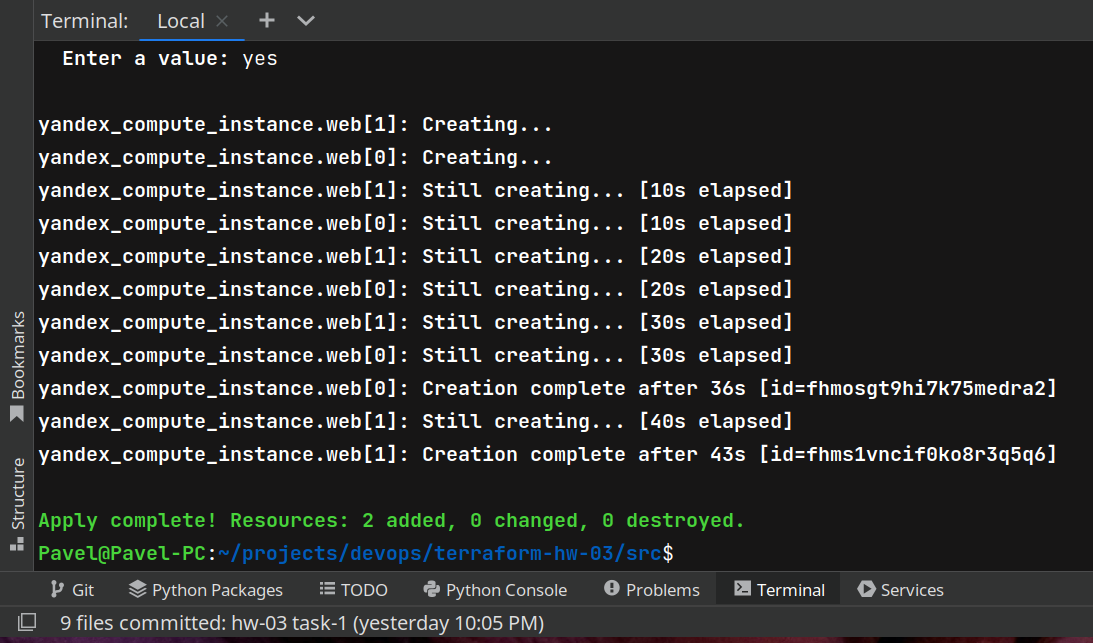 Terminal: Local
Enter a value: yes
yandex_compute_instance.web[1]: Creating...
yandex_compute_instance.web[0]: Creating...
yandex_compute_instance.web[1]: Still creating... [10s elapsed]
yandex_compute_instance.web[0]: Still creating... [10s elapsed]
yandex_compute_instance.web[1]: Still creating... [20s elapsed]
yandex_compute_instance.web[0]: Still creating... [20s elapsed]
yandex_compute_instance.web[1]: Still creating... [30s elapsed]
yandex_compute_instance.web[0]: Still creating... [30s elapsed]
yandex_compute_instance.web[0]: Creation complete after 36s [id=fhmosgt9hi7k75medra2]
yandex_compute_instance.web[1]: Still creating... [40s elapsed]
yandex_compute_instance.web[1]: Creation complete after 43s [id=fhms1vncif0ko8r3q5q6]
Apply complete! Resources: 2 added, 0 changed, 0 destroyed.
Pavel@Pavel-PC:~/projects/devops/terraform-hw-03/src$
Bookmarks
Structure
Git Python Packages TODO Python Console Problems Terminal Services
9 files committed: hw-03 task-1 (yesterday 10:05 PM)